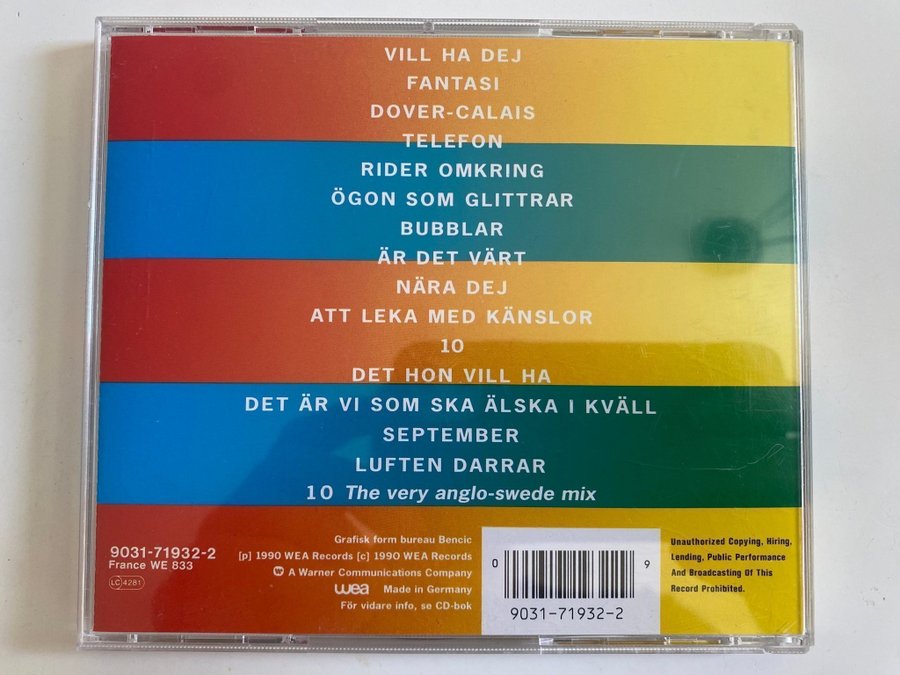 VILL HA DEJ
FANTASI
DOVER-CALAIS
TELEFON
RIDER OMKRING
ÖGON SOM GLITTRAR
BUBBLAR
ÄR DET VÄRT
NÄRA DEJ
ATT LEKA MED KÄNSLOR
10
DET HON VILL HA
DET ÄR VI SOM SKA ÄLSKA I KVÄLL
SEPTEMBER
LUFTEN DARRAR
10 The very anglo-swede mix
9031-71932-2
France WE 833
LC 4281
Grafisk form bureau Bencic
[p] 1990 WEA Records [c] 1990 WEA Records
A Warner Communications Company
wea Made in Germany
För vidare info, se CD-bok
0 9
9031-71932-2
Unauthorized Copying, Hiring,
Lending, Public Performance
And Broadcasting Of This
Record Prohibited.